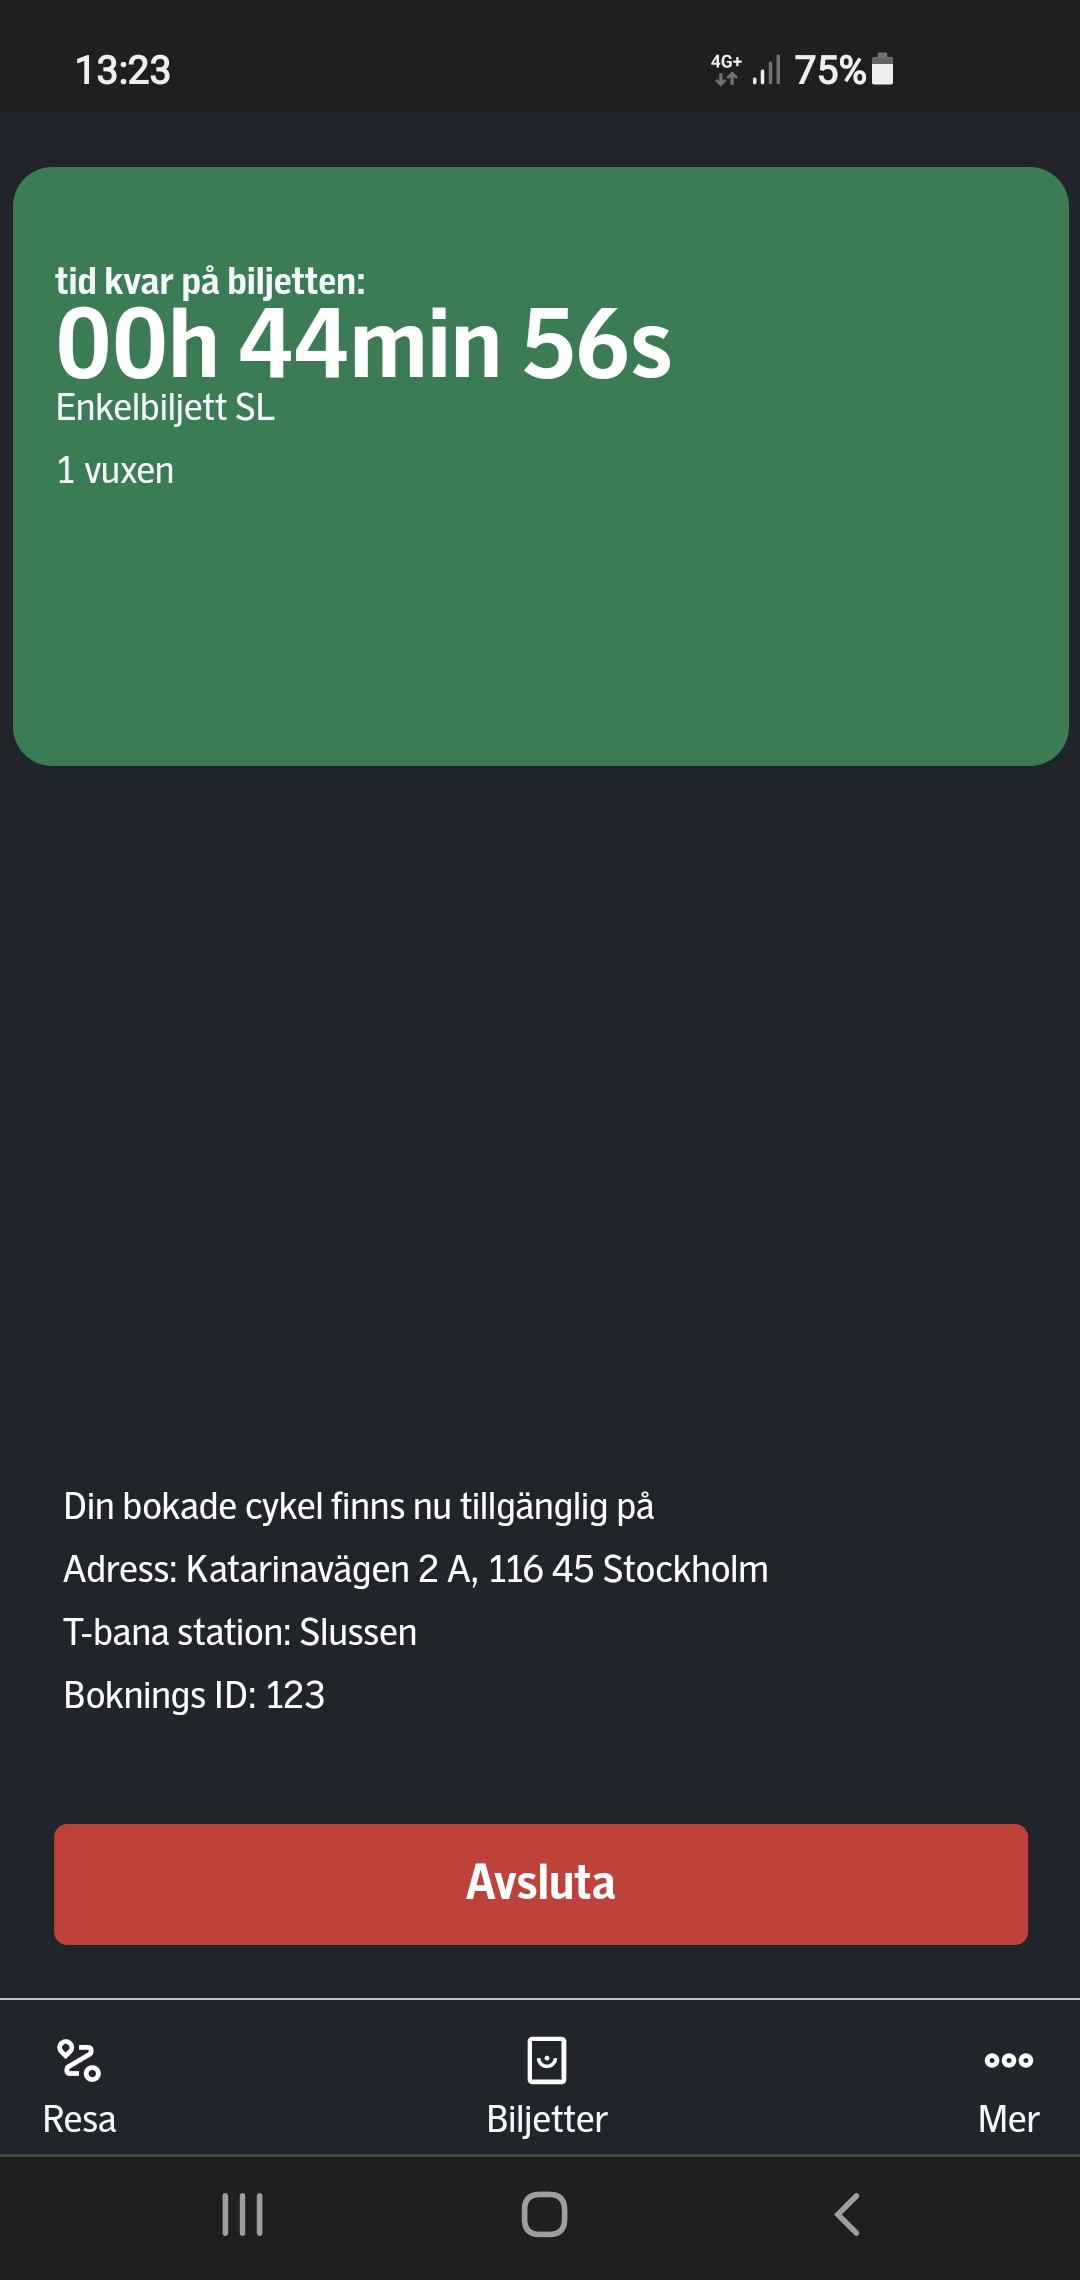 13:23 4G+ 75%
tid kvar på biljetten:
00h 44min 56s
Enkelbiljett SL
1 vuxen
Din bokade cykel finns nu tillgänglig på
Adress: Katarinavägen 2 A, 116 45 Stockholm
T-bana station: Slussen
Boknings ID: 123
Avsluta
Resa Biljetter Mer